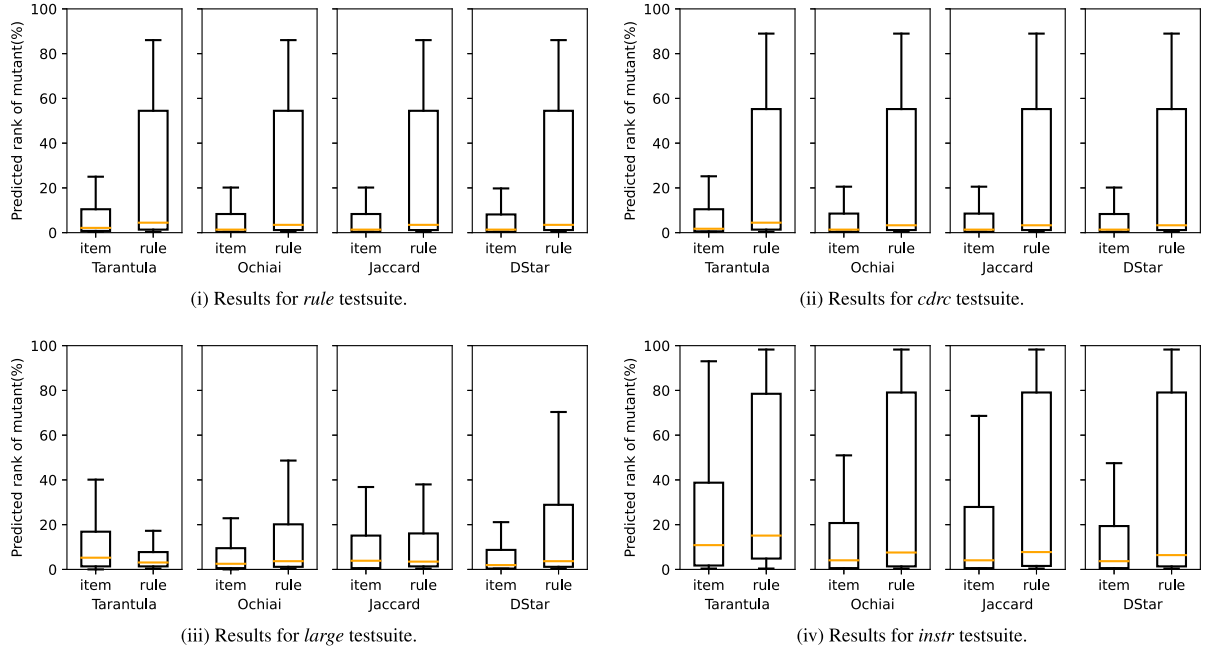 100
80
60
40
20
0
Predicted rank of mutant(%)
item rule item rule item rule item rule
Tarantula Ochiai Jaccard DStar
(i) Results for rule testsuite.
100
80
60
40
20
0
Predicted rank of mutant(%)
item rule item rule item rule item rule
Tarantula Ochiai Jaccard DStar
(ii) Results for cdrc testsuite.
100
80
60
40
20
0
Predicted rank of mutant(%)
item rule item rule item rule item rule
Tarantula Ochiai Jaccard DStar
(iii) Results for large testsuite.
100
80
60
40
20
0
Predicted rank of mutant(%)
item rule item rule item rule item rule
Tarantula Ochiai Jaccard DStar
(iv) Results for instr testsuite.